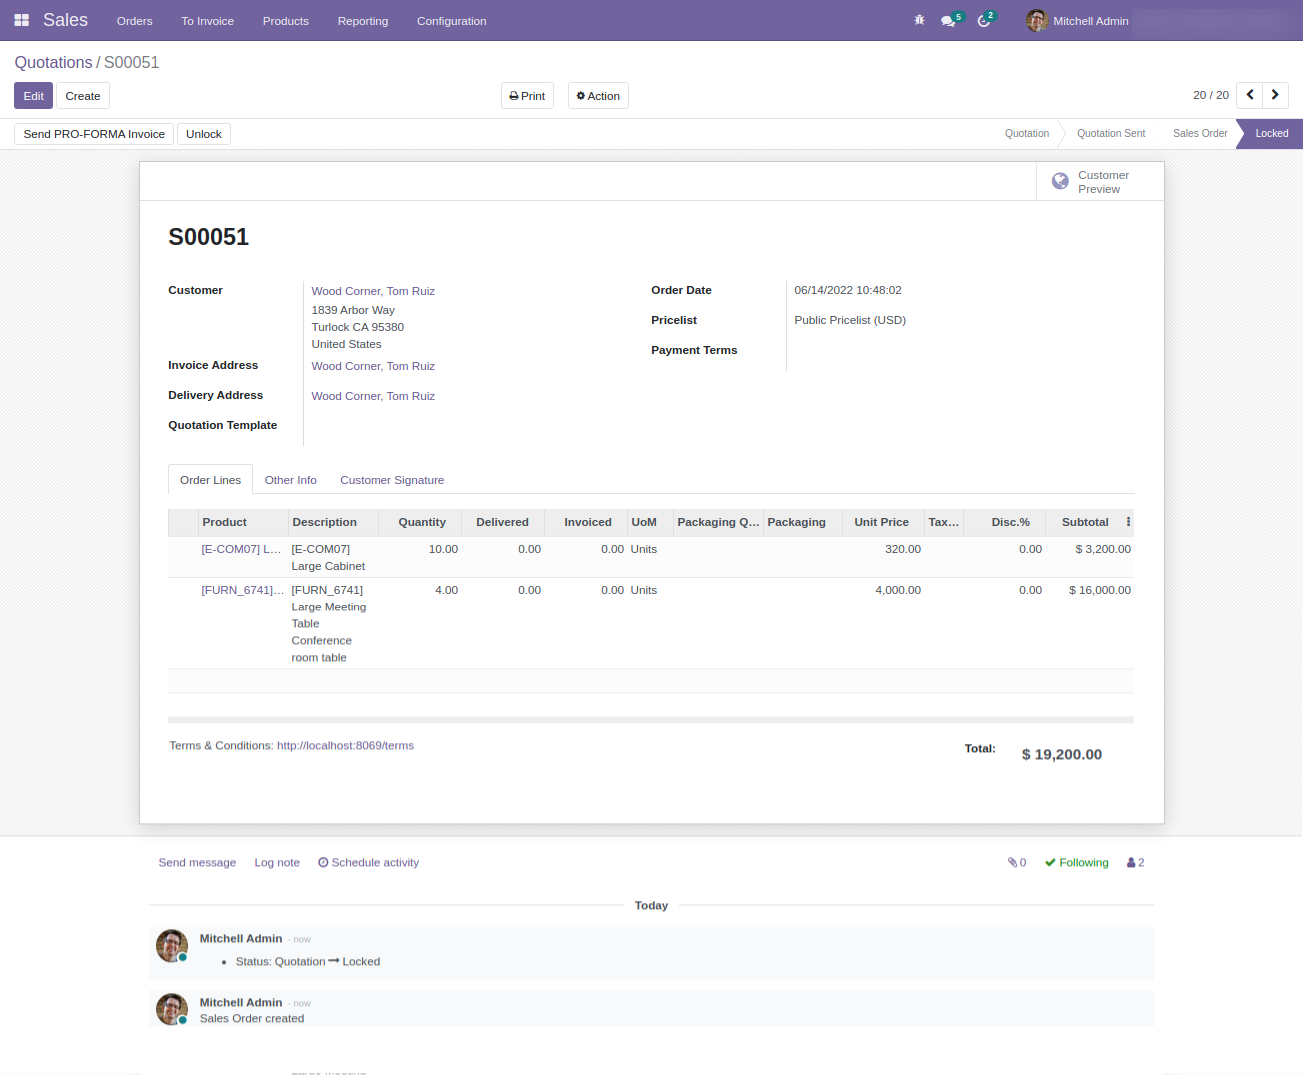 Sales Orders To Invoice Products Reporting Configuration 5 2 Mitchell Admin
Quotations / S00051
Edit Create Print Action 20 / 20
Send PRO-FORMA Invoice Unlock Quotation Quotation Sent Sales Order Locked
Customer
Preview
S00051
Customer Wood Corner, Tom Ruiz Order Date 06/14/2022 10:48:02
1839 Arbor Way
Turlock CA 95380 Pricelist Public Pricelist (USD)
United States Payment Terms
Invoice Address Wood Corner, Tom Ruiz
Delivery Address Wood Corner, Tom Ruiz
Quotation Template
Order Lines Other Info Customer Signature
Product Description Quantity Delivered Invoiced UoM Packaging Q... Packaging Unit Price Tax... Disc.% Subtotal
[E-COM07] L... [E-COM07] 10.00 0.00 0.00 Units 320.00 0.00 $ 3,200.00
Large Cabinet
[FURN_6741]... [FURN_6741] 4.00 0.00 0.00 Units 4,000.00 0.00 $ 16,000.00
Large Meeting
Table
Conference
room table
Terms & Conditions: http://localhost:8069/terms Total: $ 19,200.00
Send message Log note Schedule activity 0 Following 2
Today
Mitchell Admin - now
• Status: Quotation → Locked
Mitchell Admin - now
Sales Order created